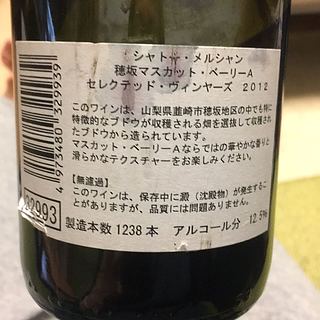 シャトー・メルシャン
穂坂マスカット・ベーリーA
セレクテッド・ヴィンヤーズ 2012
このワインは、山梨県韮崎市穂坂地区の中でも特に
特徴的なブドウが収穫される畑を選抜して収穫され
たブドウから造られています。
マスカット・ベーリーAならではの華やかな香りと
滑らかなテクスチャーをお楽しみください。
【無濾過】
このワインは、保存中に澱（沈殿物）が発生するこ
とがありますが、品質には問題ありません。
製造本数 1238 本 アルコール分 12.5%
4973480329939
32993